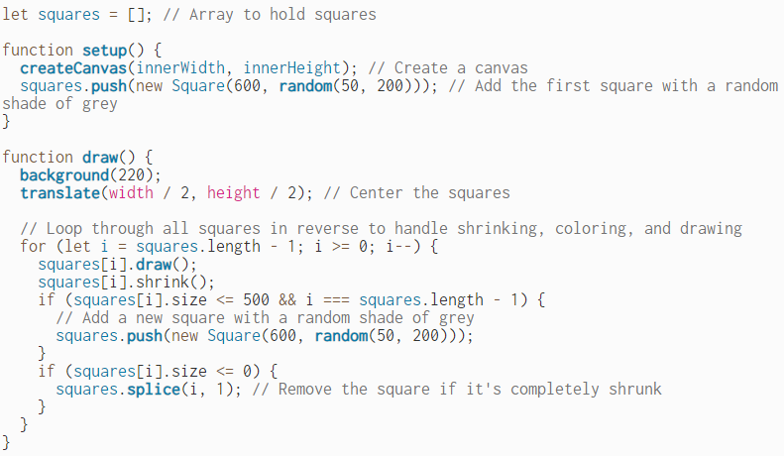 let squares = []; // Array to hold squares

function setup() {
  createCanvas(innerWidth, innerHeight); // Create a canvas
  squares.push(new Square(600, random(50, 200))); // Add the first square with a random
shade of grey
}

function draw() {
  background(220);
  translate(width / 2, height / 2); // Center the squares

  // Loop through all squares in reverse to handle shrinking, coloring, and drawing
  for (let i = squares.length - 1; i >= 0; i--) {
    squares[i].draw();
    squares[i].shrink();
    if (squares[i].size <= 500 && i === squares.length - 1) {
      // Add a new square with a random shade of grey
      squares.push(new Square(600, random(50, 200)));
    }
    if (squares[i].size <= 0) {
      squares.splice(i, 1); // Remove the square if it's completely shrunk
    }
  }
}